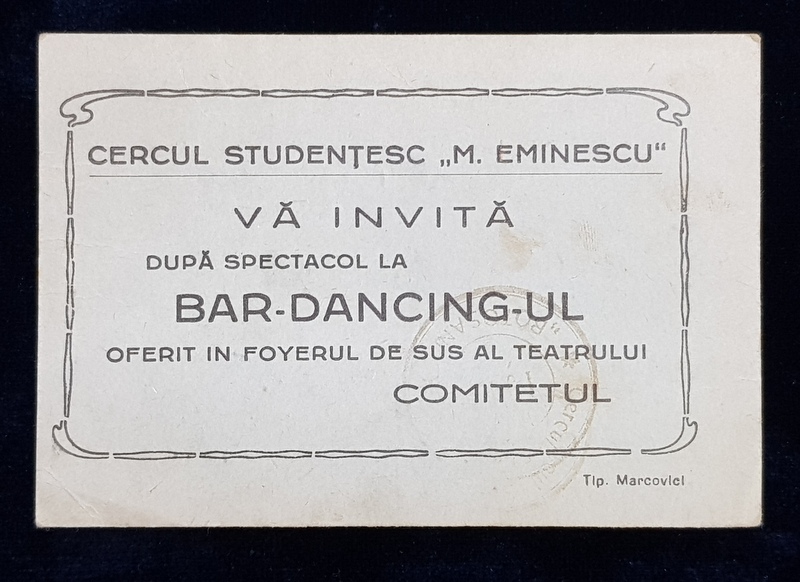 CERCUL STUDENȚESC „M. EMINESCU“
VĂ INVITĂ
DUPĂ SPECTACOL LA
BAR-DANCING-UL
OFERIT IN FOYERUL DE SUS AL TEATRULUI
COMITETUL
Tip. Marcovici